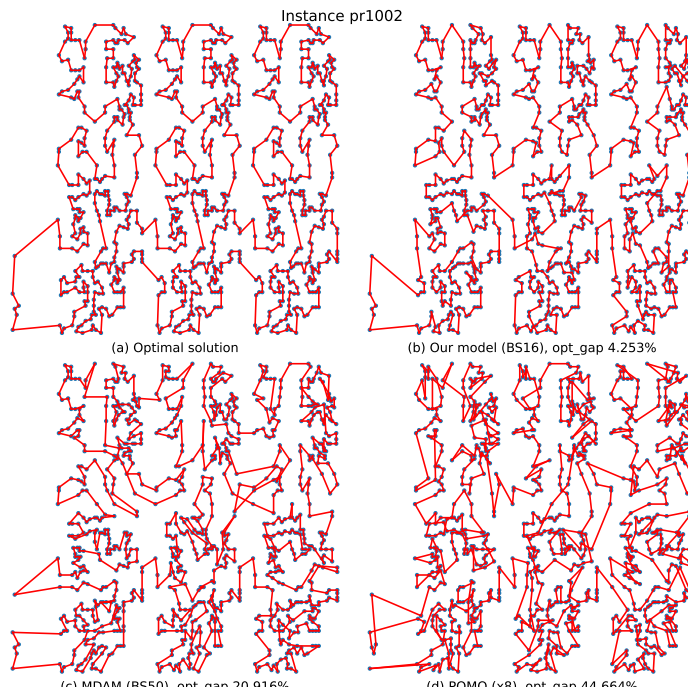 Instance pr1002
(a) Optimal solution
(b) Our model (BS16), opt_gap 4.253%
(c) MDAM (BS50), opt_gap 20.916%
(d) POMO (x8), opt_gap 44.664%